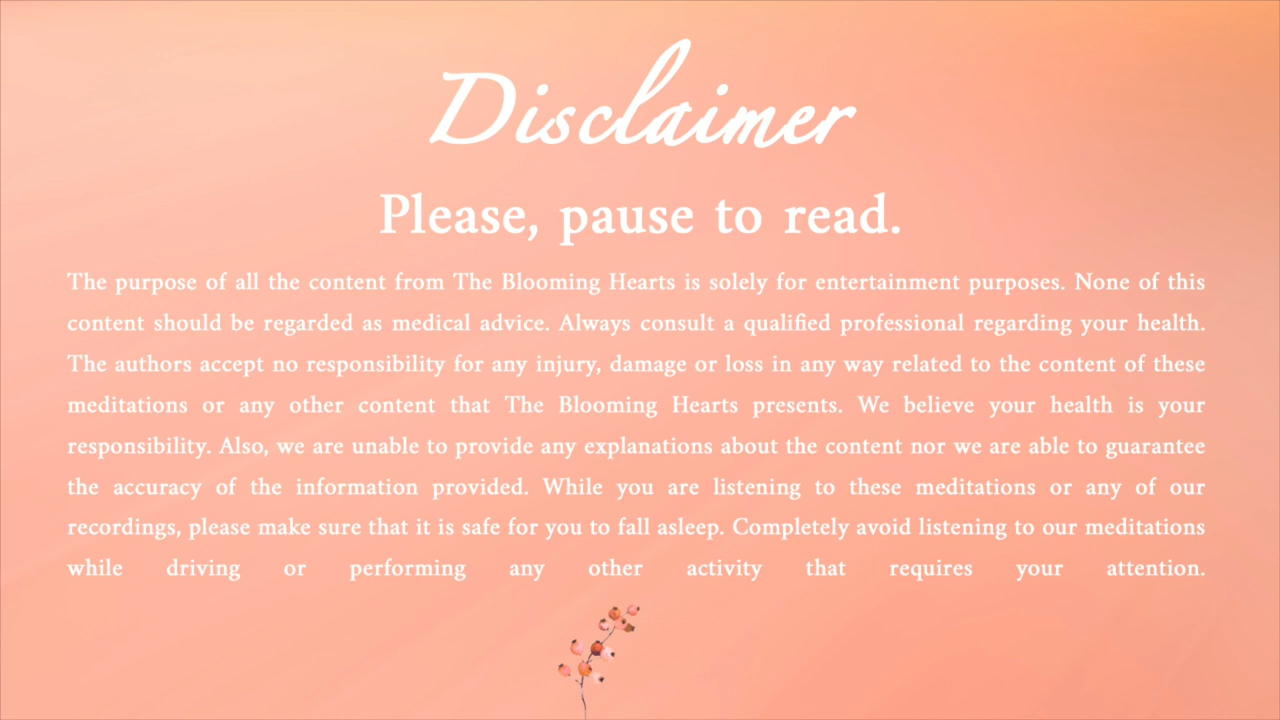 Disclaimer
Please, pause to read.
The purpose of all the content from The Blooming Hearts is solely for entertainment purposes. None of this
content should be regarded as medical advice. Always consult a qualified professional regarding your health.
The authors accept no responsibility for any injury, damage or loss in any way related to the content of these
meditations or any other content that The Blooming Hearts presents. We believe your health is your
responsibility. Also, we are unable to provide any explanations about the content nor we are able to guarantee
the accuracy of the information provided. While you are listening to these meditations or any of our
recordings, please make sure that it is safe for you to fall asleep. Completely avoid listening to our meditations
while driving or performing any other activity that requires your attention.